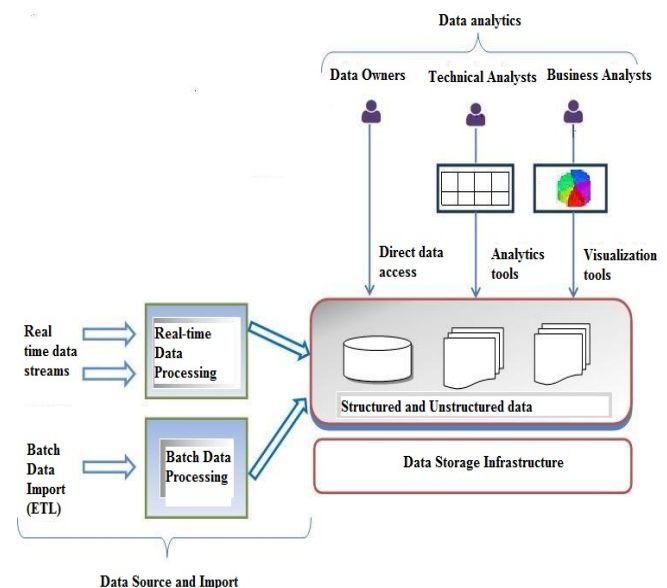 Data analytics
Data Owners
Technical Analysts
Business Analysts
Direct data
access
Analytics
tools
Visualization
tools
Real
time data
streams
Real-time
Data
Processing
Structured and Unstructured data
Batch
Data
Import
(ETL)
Batch Data
Processing
Data Storage Infrastructure
Data Source and Import